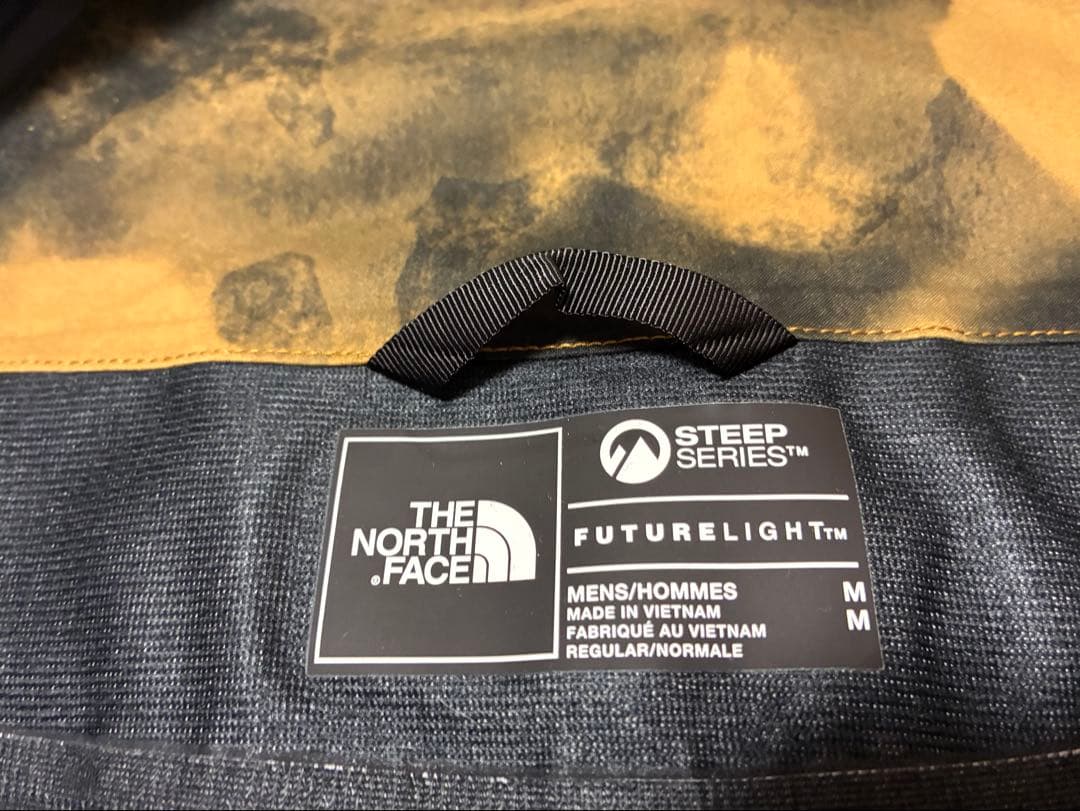 THE
NORTH
FACE®
STEEP
SERIES™
FUTURELIGHT™
MENS/HOMMES M
MADE IN VIETNAM M
FABRIQUÉ AU VIETNAM
REGULAR/NORMALE